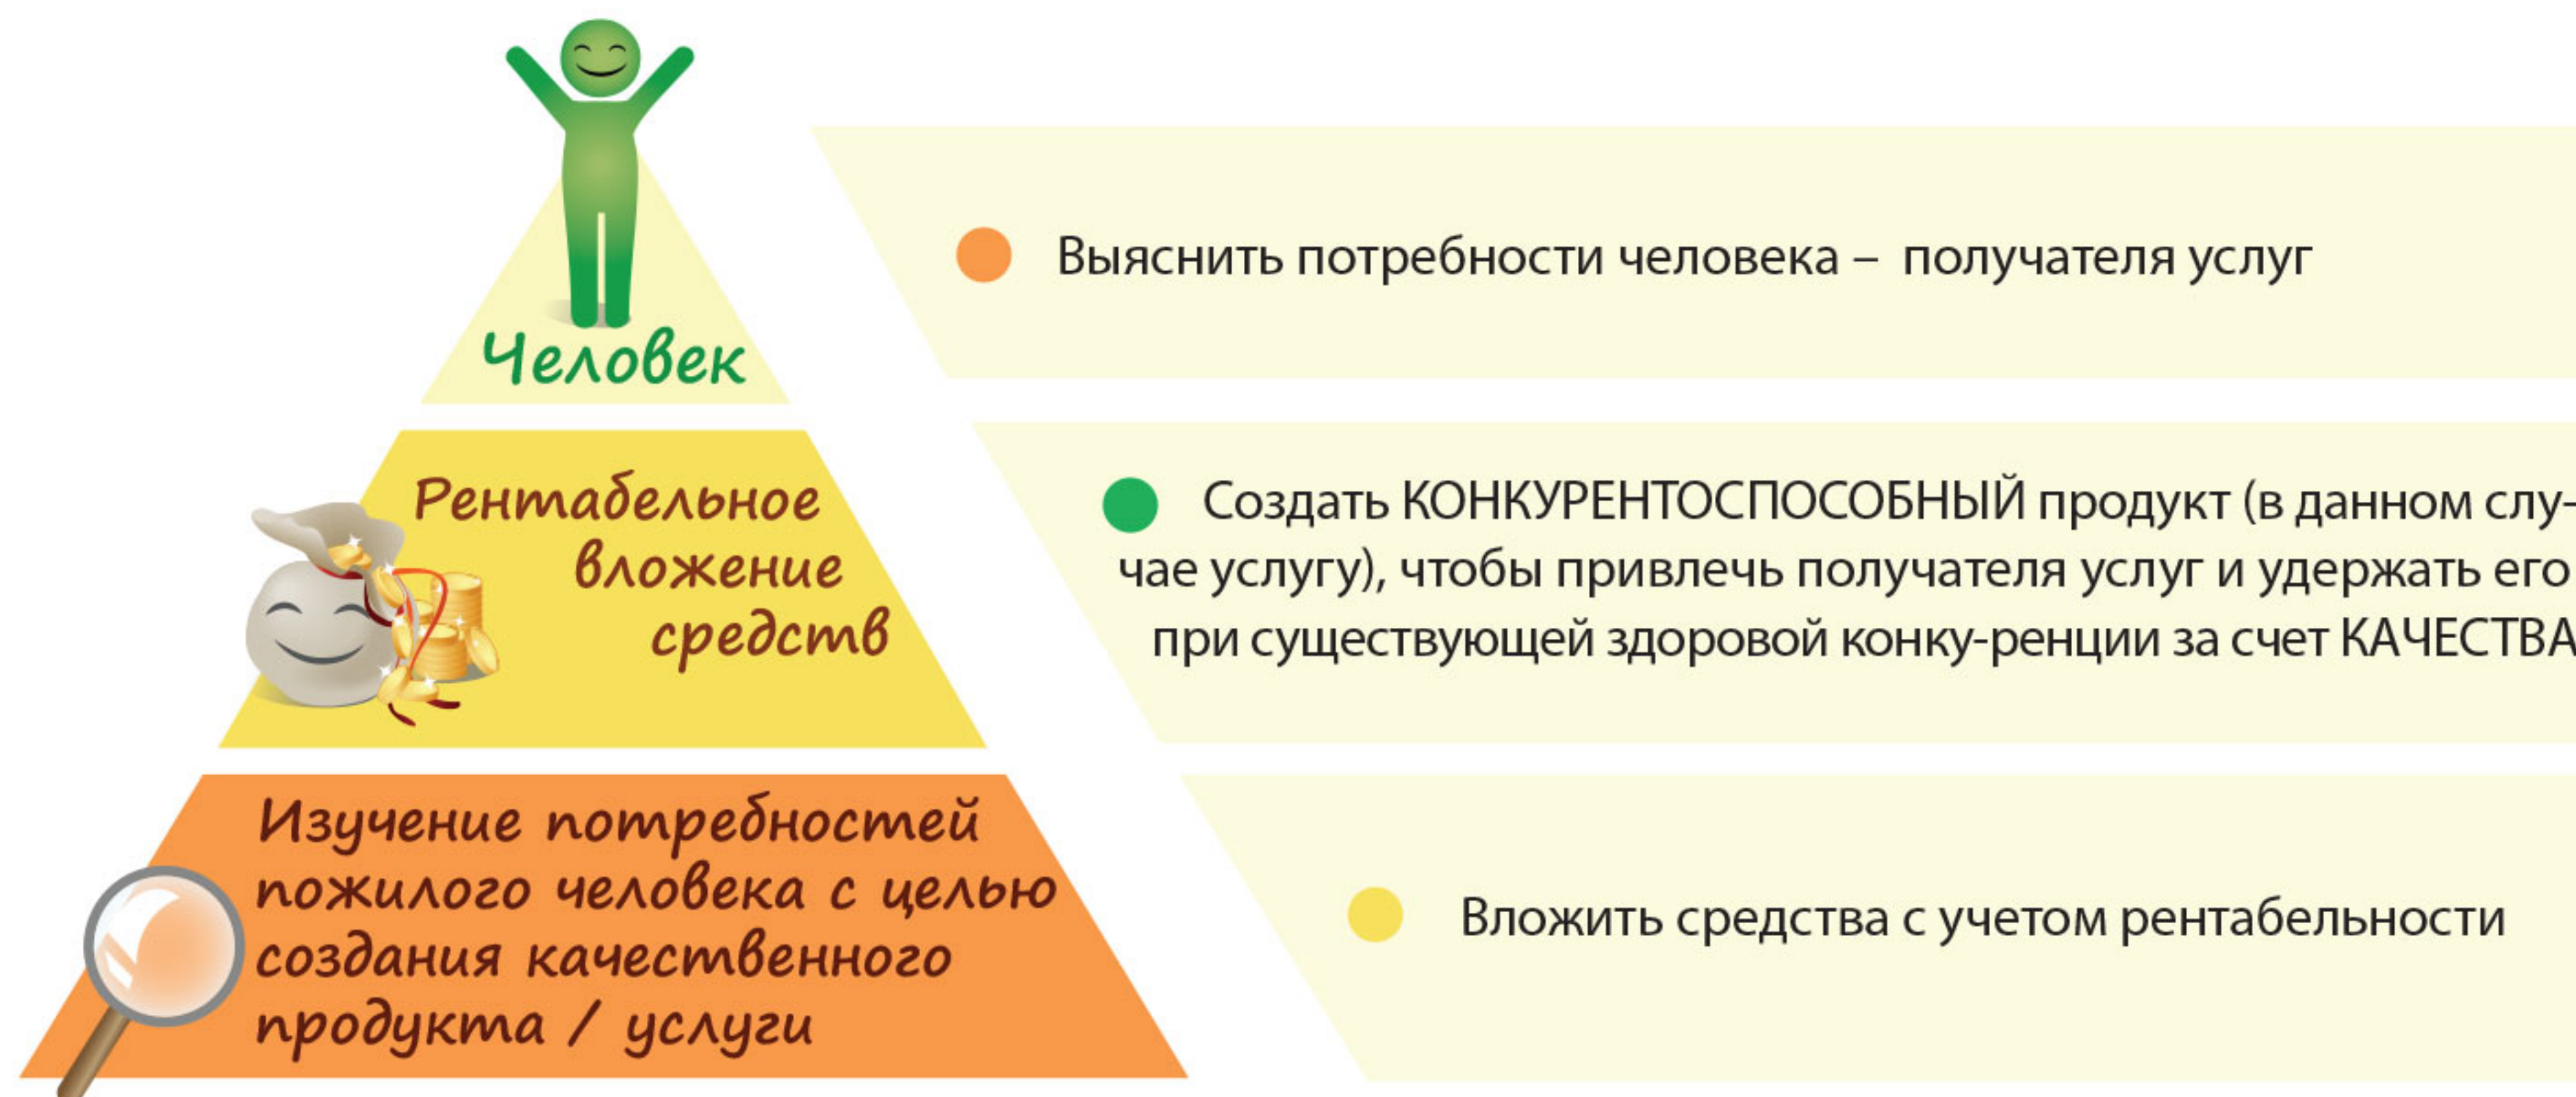 Человек
Рентабельное
вложение
средств
Изучение потребностей
пожилого человека с целью
создания качественного
продукта / услуги
Выяснить потребности человека – получателя услуг
Создать КОНКУРЕНТОСПОСОБНЫЙ продукт (в данном слу-
чае услугу), чтобы привлечь получателя услуг и удержать его
при существующей здоровой конку-ренции за счет КАЧЕСТВА
Вложить средства с учетом рентабельности